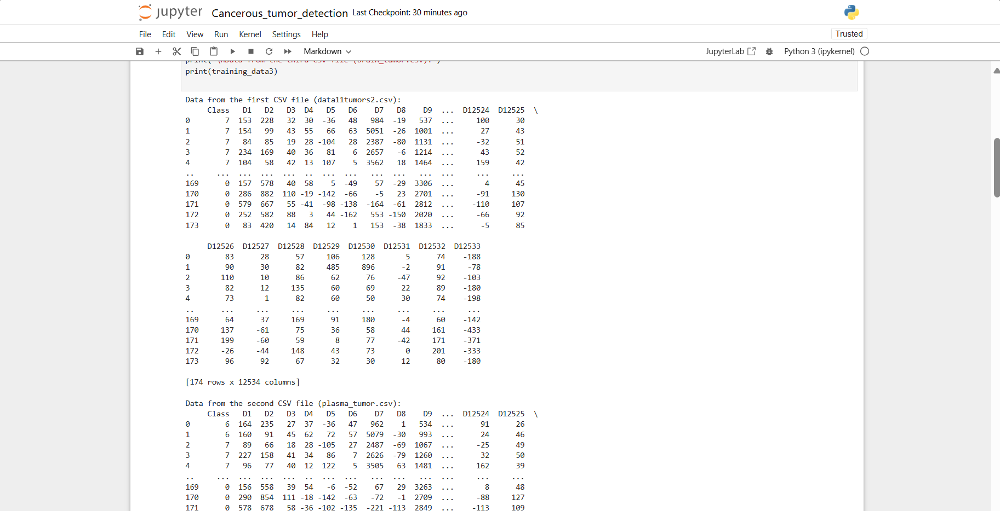 jupyter Cancerous_tumor_detection Last Checkpoint: 30 minutes ago
File Edit View Run Kernel Settings Help Trusted
Markdown JupyterLab Python 3 (ipykernel)
print("\nData from the third CSV file (brain_tumor.csv):")
print(training_data3)
Data from the first CSV file (data11tumors2.csv):
Class D1 D2 D3 D4 D5 D6 D7 D8 D9 ... D12524 D12525 \
0 7 153 228 32 30 -36 48 984 -19 537 ... 100 30
1 7 154 99 43 55 66 63 5051 -26 1001 ... 27 43
2 7 84 85 19 28 -104 28 2387 -80 1131 ... -32 51
3 7 234 169 40 36 81 6 2657 -6 1214 ... 43 52
4 7 104 58 42 13 107 5 3562 18 1464 ... 159 42
.. ... ... ... ... .. ... ... ... ... ... ... ... ...
169 0 157 578 40 58 5 -49 57 -29 3306 ... 4 45
170 0 286 882 110 -19 -142 -66 -5 23 2701 ... -91 130
171 0 579 667 55 -41 -98 -138 -164 -61 2812 ... -110 107
172 0 252 582 88 3 44 -162 553 -150 2020 ... -66 92
173 0 83 420 14 84 12 1 153 -38 1833 ... -5 85
D12526 D12527 D12528 D12529 D12530 D12531 D12532 D12533
0 83 28 57 106 128 5 74 -188
1 90 30 82 485 896 -2 91 -78
2 110 10 86 62 76 -47 92 -103
3 82 12 135 60 69 22 89 -180
4 73 1 82 60 50 30 74 -198
.. ... ... ... ... ... ... ... ...
169 64 37 169 91 180 -4 60 -142
170 137 -61 75 36 58 44 161 -433
171 199 -60 59 8 77 -42 171 -371
172 -26 -44 148 43 73 0 201 -333
173 96 92 67 32 30 12 80 -180
[174 rows x 12534 columns]
Data from the second CSV file (plasma_tumor.csv):
Class D1 D2 D3 D4 D5 D6 D7 D8 D9 ... D12524 D12525 \
0 6 164 235 27 37 -36 47 962 1 534 ... 91 26
1 6 160 91 45 62 72 57 5079 -30 993 ... 24 46
2 7 89 66 18 28 -105 27 2487 -69 1067 ... -25 49
3 7 227 158 41 34 86 7 2626 -79 1260 ... 32 50
4 7 96 77 40 12 122 5 3505 63 1481 ... 162 39
.. ... ... ... ... .. ... ... ... ... ... ... ... ...
169 0 156 558 39 54 -6 -52 67 29 3263 ... 8 48
170 0 290 854 111 -18 -142 -63 -72 -1 2709 ... -88 127
171 0 578 678 58 -36 -102 -135 -221 -113 2849 ... -113 109